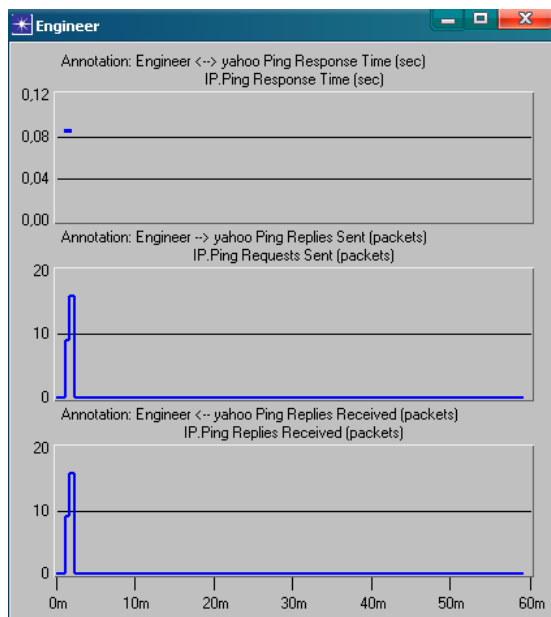 Engineer
Annotation: Engineer <--> yahoo Ping Response Time (sec)
IP.Ping Response Time (sec)
0,12
0,08
0,04
0,00
Annotation: Engineer --> yahoo Ping Replies Sent (packets)
IP.Ping Requests Sent (packets)
20
10
0
Annotation: Engineer <-- yahoo Ping Replies Received (packets)
IP.Ping Replies Received (packets)
20
10
0
0m 10m 20m 30m 40m 50m 60m